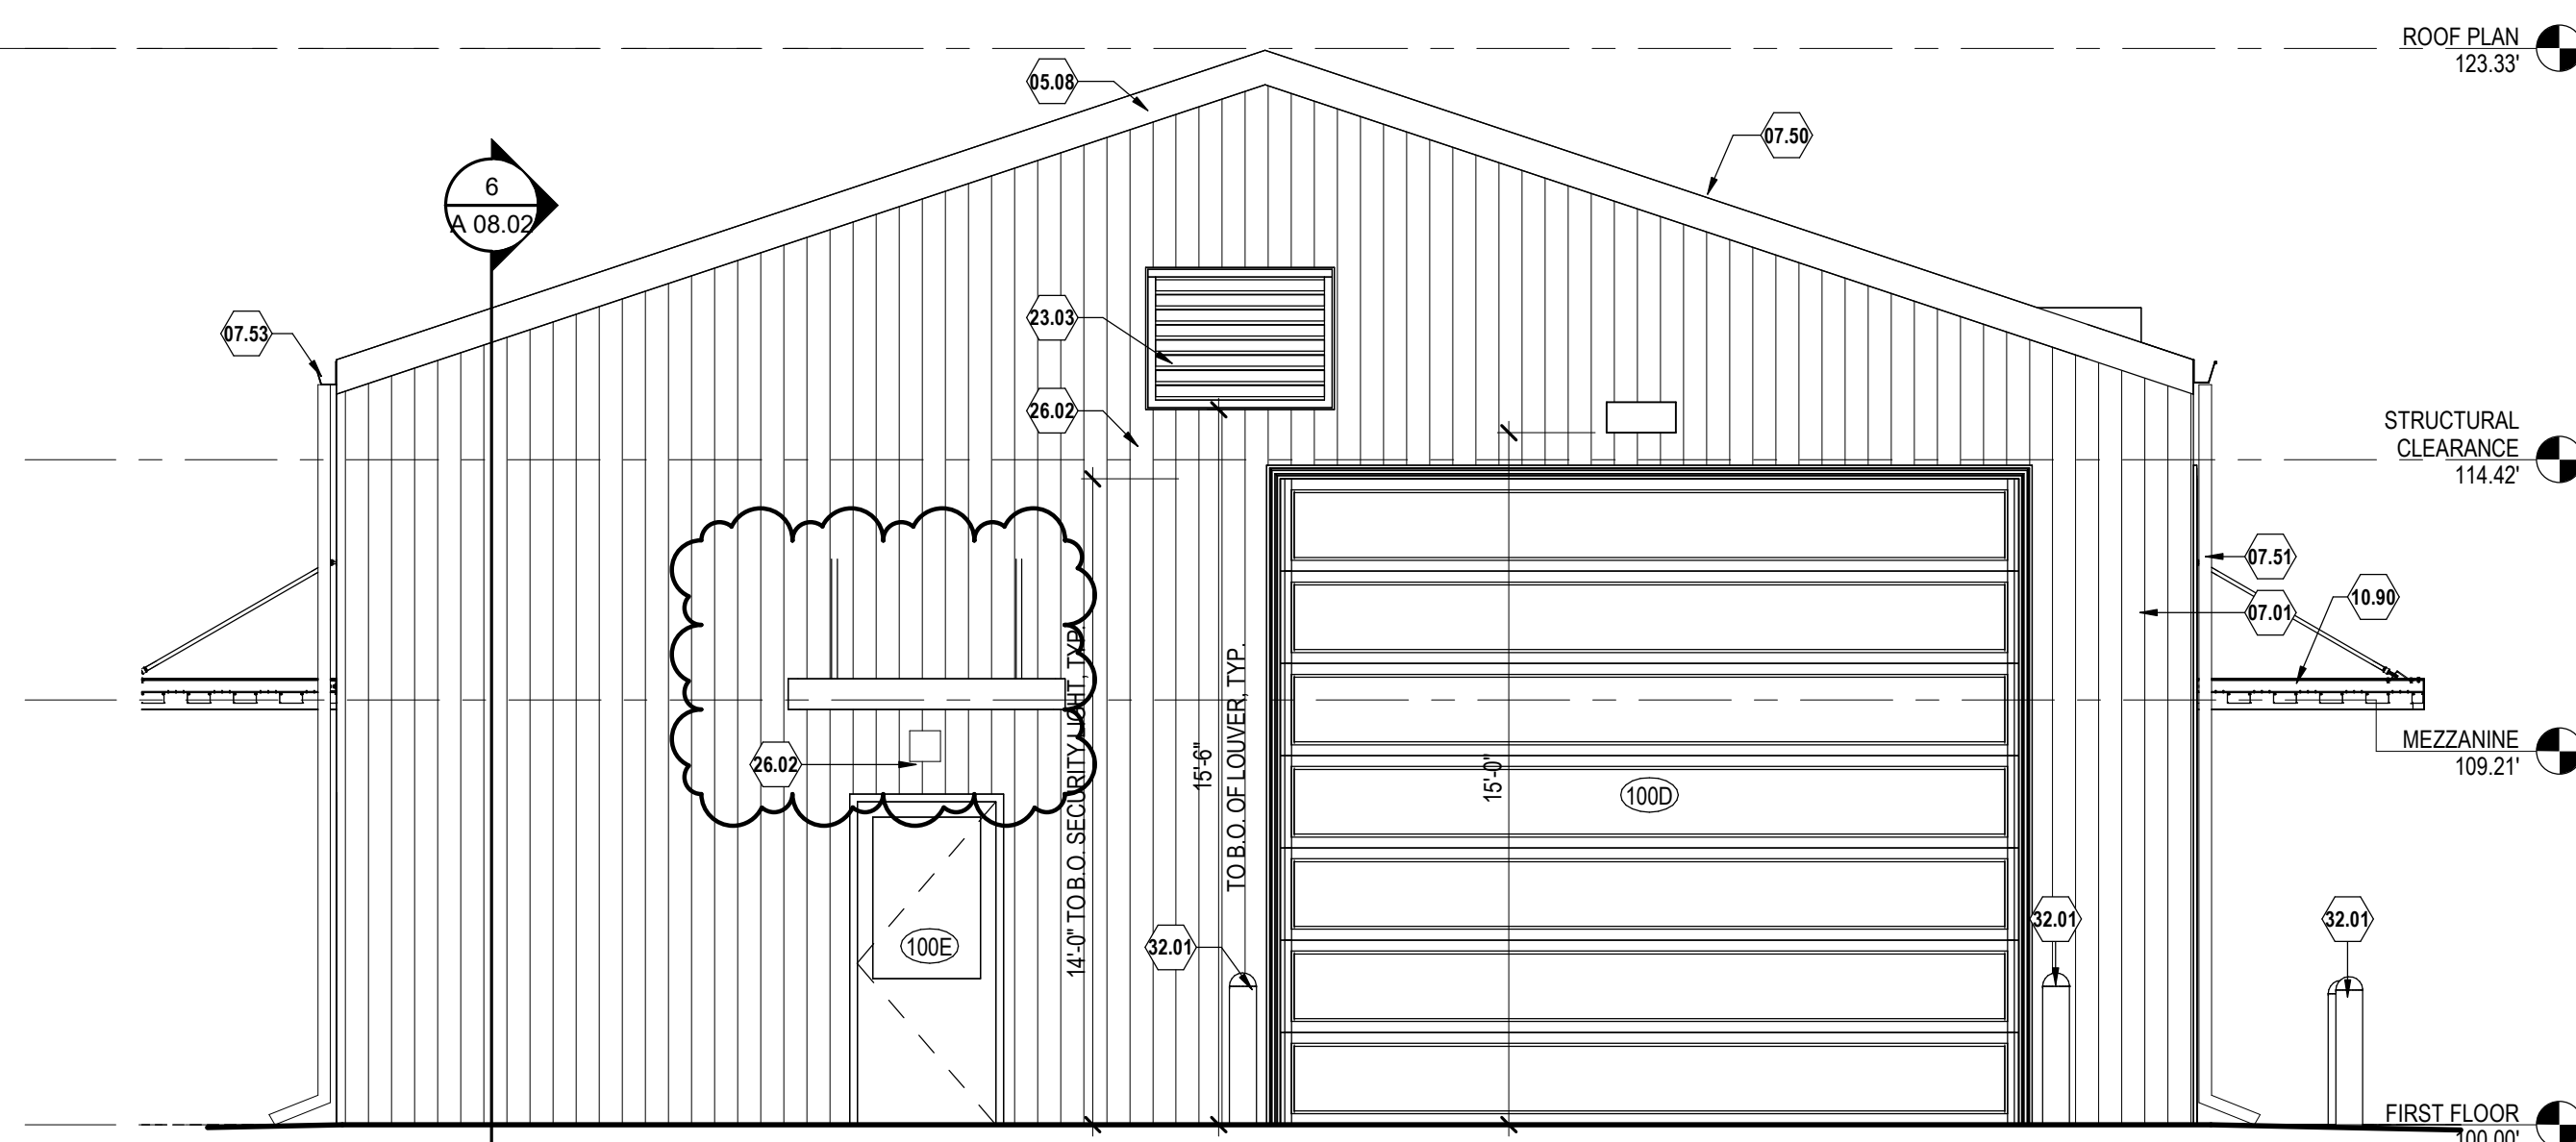 ROOF PLAN
123.33'
05.08
07.50
6
A 08.02
07.53
23.03
26.02
STRUCTURAL
CLEARANCE
114.42'
07.51
10.90
07.01
14'-0" TO B.O. SECURITY LIGHT, TYP.
15'-6"
TO B.O. OF LOUVER, TYP.
15'-0"
26.02
MEZZANINE
109.21'
100D
100E
32.01
32.01
32.01
FIRST FLOOR
100.00'